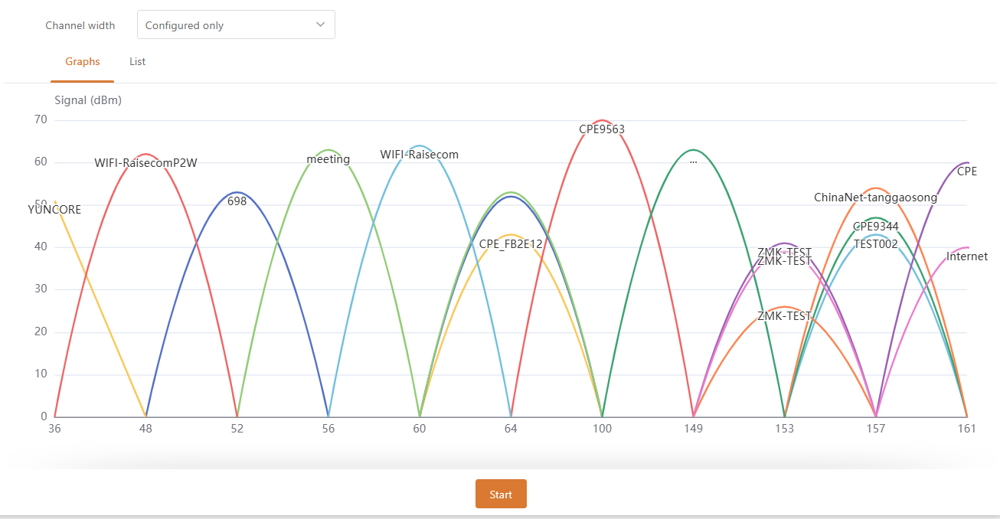 Channel width Configured only
Graphs List
Signal (dBm)
70
60
50
40
30
20
10
0
YUNCORE
WIFI-RaisecomP2W
698
meeting
WIFI-Raisecom
CPE_FB2E12
CPE9563
...
ZMK-TEST
ZMK-TEST
ZMK-TEST
ChinaNet-tanggaosong
CPE9344
TEST002
CPE
Internet
36 48 52 56 60 64 100 149 153 157 161
Start